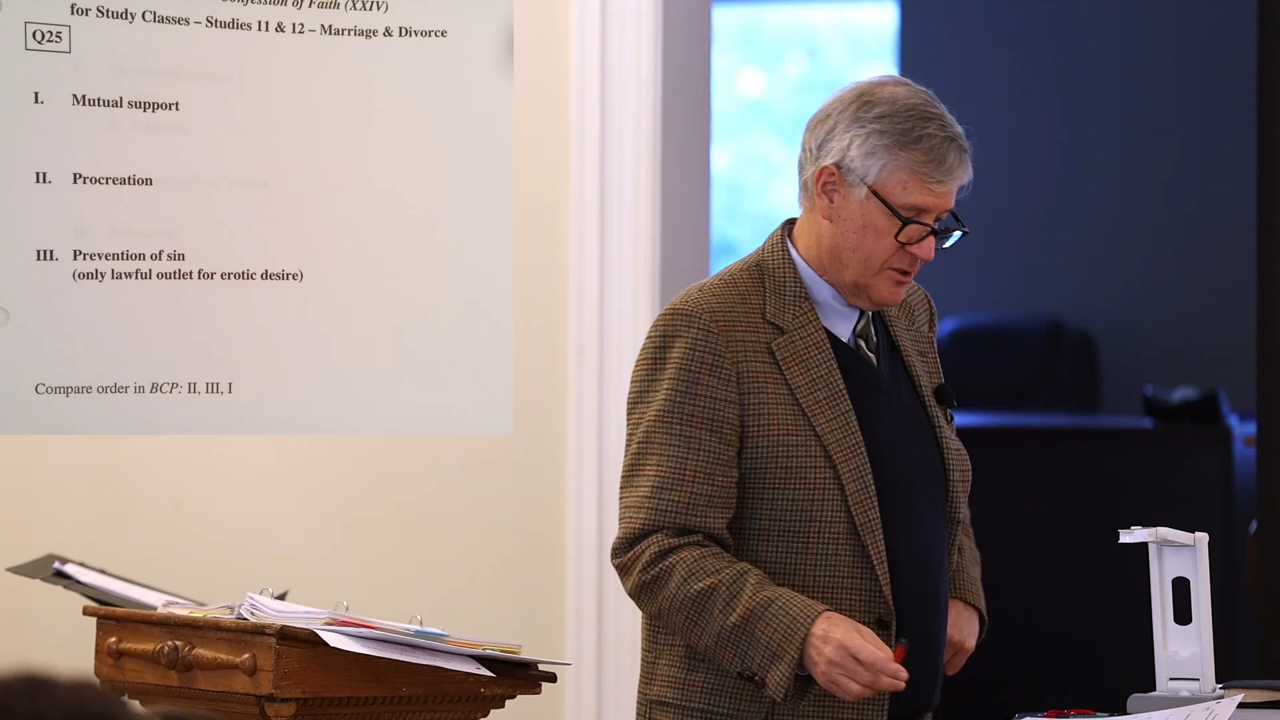 Confession of Faith (XXIV)
for Study Classes – Studies 11 & 12 – Marriage & Divorce
Q25
I. Mutual support
II. Procreation
III. Prevention of sin
(only lawful outlet for erotic desire)
Compare order in BCP: II, III, I